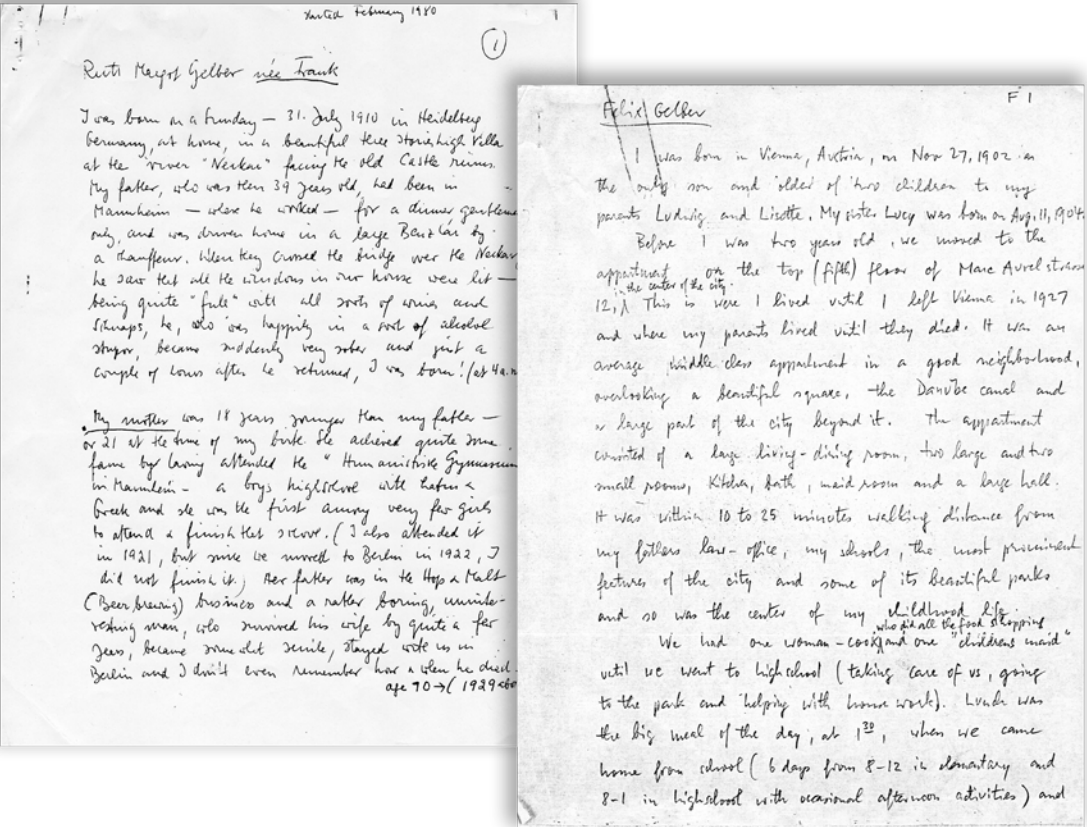 started February 1980
1
1
Ruth Margot Gelber née Frank
I was born on a Sunday — 31. July 1910 in Heidelberg
Germany, at home, in a beautiful three stories high Villa
at the river "Neckar" facing the old Castle ruins.
My father, who was then 39 years old, had been in
Mannheim — where he worked — for a dinner, gentlemen
only, and was driven home in a large Benz car by
a chauffeur. When they crossed the bridge over the Neckar
he saw that all the windows in our house were lit —
being quite "full" with all sorts of wines and
Schnaps, he, who was happily in a sort of alcohol
stupor, became suddenly very sober and just a
couple of hours after he returned, I was born! (at 4 a.m
My mother was 18 years younger than my father —
or 21 at the time of my birth. She achieved quite some
fame by having attended the "Humanistische Gymnasium
in Mannheim — a boys highschool with Latin &
Greek and she was the first among very few girls
to attend & finish that school. (I also attended it
in 1921, but since we moved to Berlin in 1922, I
did not finish it.) Her father was in the Hops & Malt
(Beer brewing) business and a rather boring, uninte-
resting man, who survived his wife by quite a few
years, became somewhat senile, stayed with us in
Berlin and I don't even remember how & when he died.
age 70 → (1929
F 1
Felix Gelber
I was born in Vienna, Austria, on Nov 27, 1902 as
the only son and older of two children to my
parents Ludwig and Lisette. My sister Lucy was born on Aug. 11, 1904.
Before I was two years old, we moved to the
appartment on the top (fifth) floor of Marc Aurelstrasse
in the center of the city.
12, This is were I lived until I left Vienna in 1927
and where my parents lived until they died. It was an
average middle class appartment in a good neighborhood,
overlooking a beautiful square, the Danube canal and
a large part of the city beyond it. The appartment
consisted of a large living-dining room, two large and two
small rooms, Kitchen, bath, maid room and a large hall.
It was within 10 to 25 minutes walking distance from
my fathers law-office, my schools, the most prominent
features of the city and some of its beautiful parks
and so was the center of my childhood life.
who did all the food shopping
We had one woman-cook and one "childrens maid"
until we went to highschool (taking care of us, going
to the park and helping with home work). Lunch was
the big meal of the day, at 1 30, when we came
home from school (6 days from 8-12 in elementary and
8-1 in highschool with occasional afternoon activities) and